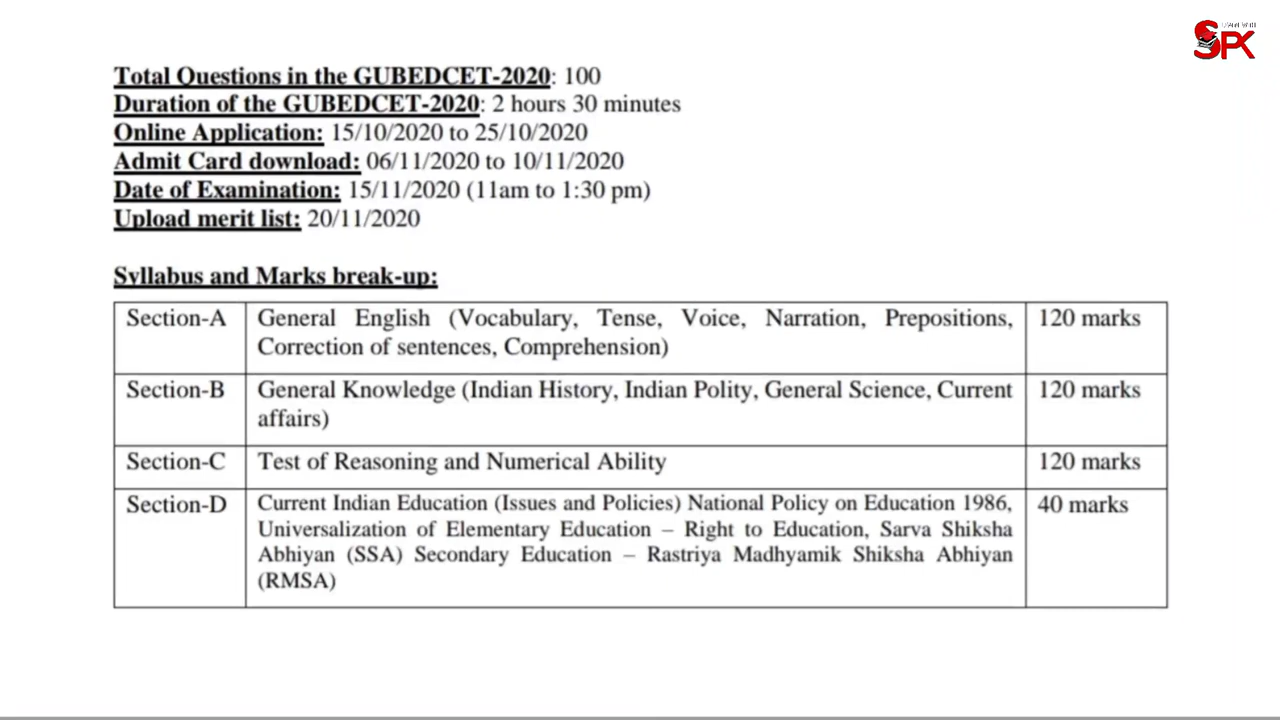 SPK
Total Questions in the GUBEDCET-2020: 100
Duration of the GUBEDCET-2020: 2 hours 30 minutes
Online Application: 15/10/2020 to 25/10/2020
Admit Card download: 06/11/2020 to 10/11/2020
Date of Examination: 15/11/2020 (11am to 1:30 pm)
Upload merit list: 20/11/2020
Syllabus and Marks break-up:
Section-A General English (Vocabulary, Tense, Voice, Narration, Prepositions, 120 marks
Correction of sentences, Comprehension)
Section-B General Knowledge (Indian History, Indian Polity, General Science, Current 120 marks
affairs)
Section-C Test of Reasoning and Numerical Ability 120 marks
Section-D Current Indian Education (Issues and Policies) National Policy on Education 1986, 40 marks
Universalization of Elementary Education – Right to Education, Sarva Shiksha
Abhiyan (SSA) Secondary Education – Rastriya Madhyamik Shiksha Abhiyan
(RMSA)